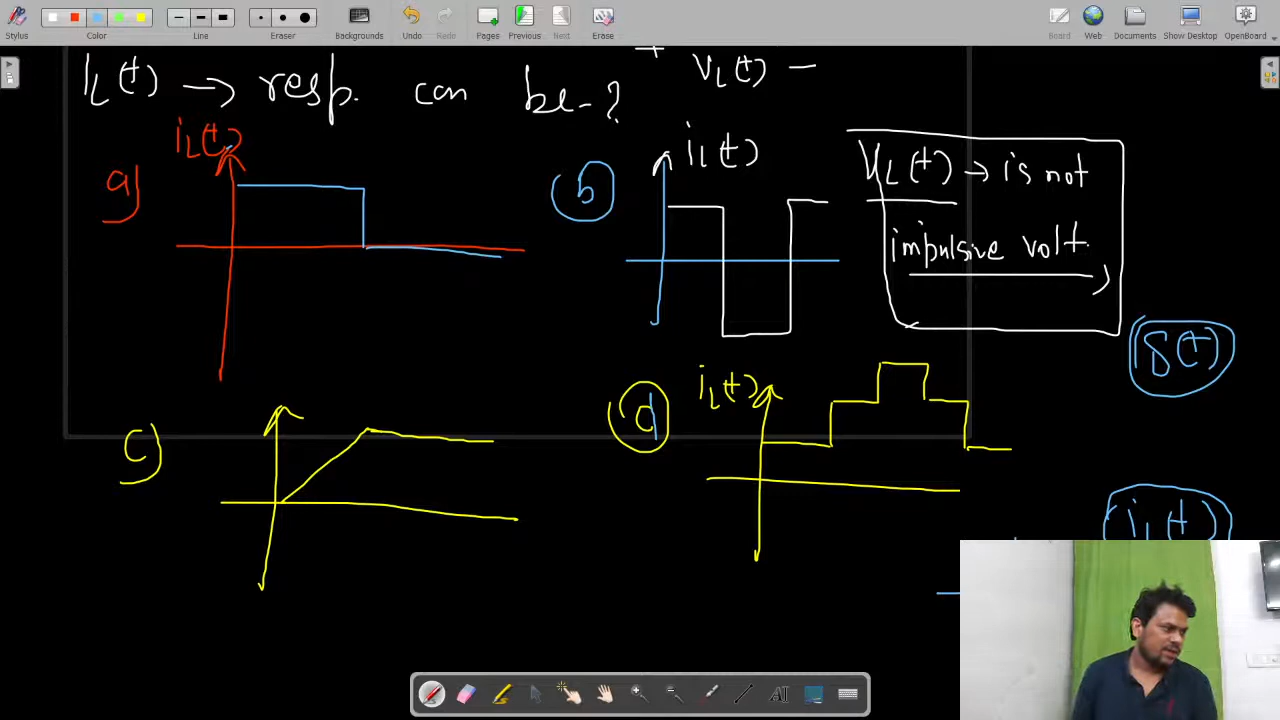 Stylus
Color
Line
Eraser
Backgrounds
Undo
Redo
Pages
Previous
Next
Erase
Board
Web
Documents
Show Desktop
OpenBoard
iL(t) → resp. can be-?
+ VL(t) –
iL(t)
a)
b
iL(t)
VL(t) → is not
impulsive volt.
δ(t)
c)
d
iL(t)
iL(t)
AI